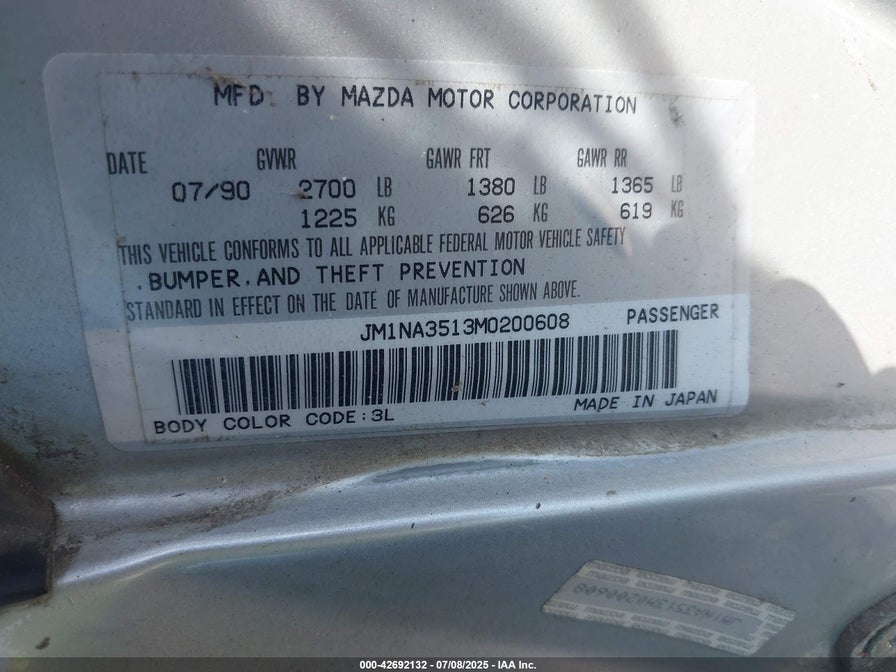 MFD BY MAZDA MOTOR CORPORATION
DATE GVWR GAWR FRT GAWR RR
07/90 2700 LB 1380 LB 1365 LB
1225 KG 626 KG 619 KG
THIS VEHICLE CONFORMS TO ALL APPLICABLE FEDERAL MOTOR VEHICLE SAFETY
.BUMPER.AND THEFT PREVENTION
STANDARD IN EFFECT ON THE DATE OF MANUFACTURE SHOWN ABOVE.
JM1NA3513M0200608 PASSENGER
BODY COLOR CODE:3L MADE IN JAPAN
JM1NA3513M0200608
000-42692132 - 07/08/2025 - IAA Inc.